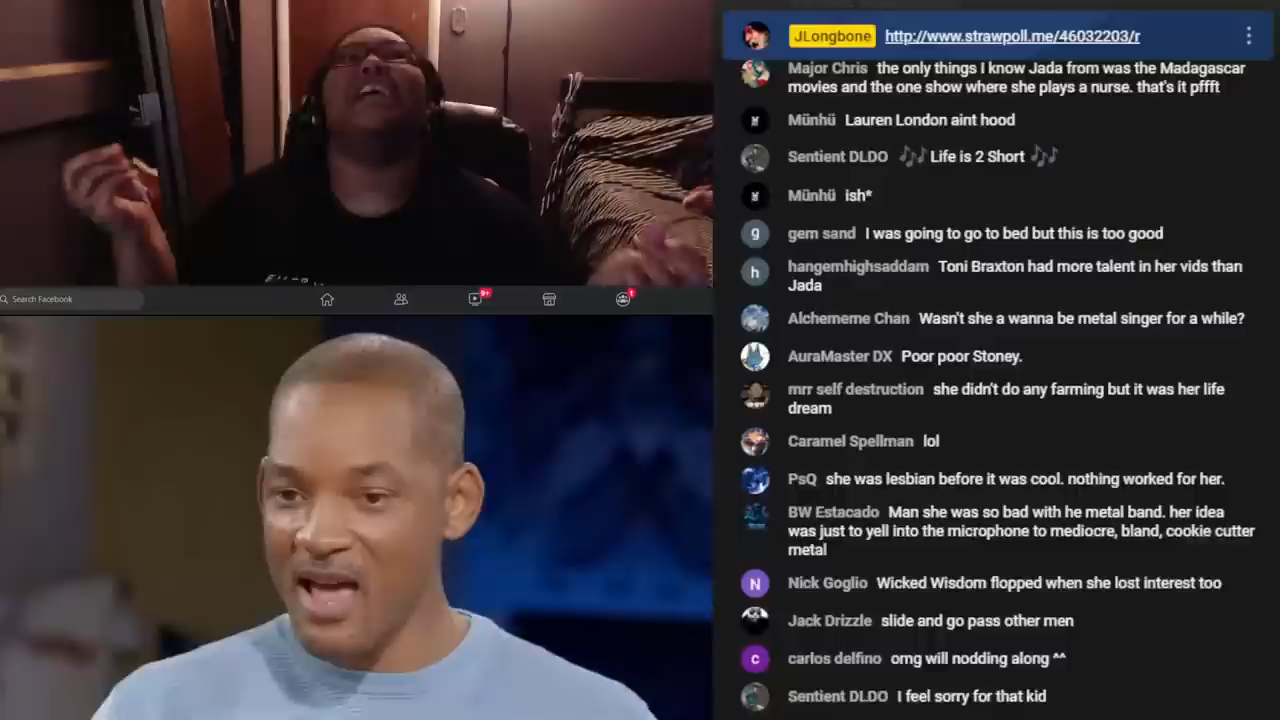 Search Facebook
9+
1
JLongbone http://www.strawpoll.me/46032203/r
Major Chris the only things I know Jada from was the Madagascar
movies and the one show where she plays a nurse. that's it pffft
Münhü Lauren London aint hood
Sentient DLDO 🎶Life is 2 Short 🎶
Münhü ish*
g
gem sand I was going to go to bed but this is too good
h
hangemhighsaddam Toni Braxton had more talent in her vids than
Jada
Alchememe Chan Wasn't she a wanna be metal singer for a while?
AuraMaster DX Poor poor Stoney.
mrr self destruction she didn't do any farming but it was her life
dream
Caramel Spellman lol
PsQ she was lesbian before it was cool. nothing worked for her.
BW Estacado Man she was so bad with he metal band. her idea
was just to yell into the microphone to mediocre, bland, cookie cutter
metal
N
Nick Goglio Wicked Wisdom flopped when she lost interest too
Jack Drizzle slide and go pass other men
c
carlos delfino omg will nodding along ^^
Sentient DLDO I feel sorry for that kid